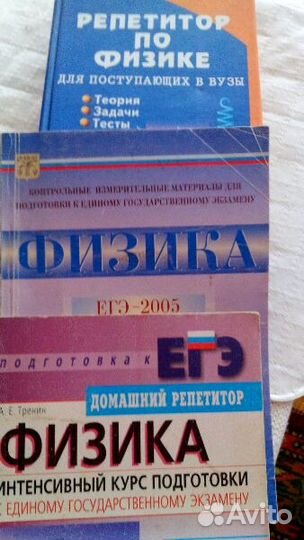 РЕПЕТИТОР ПО
ФИЗИКЕ
ДЛЯ ПОСТУПАЮЩИХ В ВУЗЫ
• Теория
• Задачи
• Тесты
КОНТРОЛЬНЫЕ ИЗМЕРИТЕЛЬНЫЕ МАТЕРИАЛЫ ДЛЯ
ПОДГОТОВКИ К ЕДИНОМУ ГОСУДАРСТВЕННОМУ ЭКЗАМЕНУ
ФИЗИКА
ЕГЭ-2005
подготовка к ЕГЭ
А. Е. Тренин
ДОМАШНИЙ РЕПЕТИТОР
ФИЗИКА
ИНТЕНСИВНЫЙ КУРС ПОДГОТОВКИ
К ЕДИНОМУ ГОСУДАРСТВЕННОМУ ЭКЗАМЕНУ
Avito